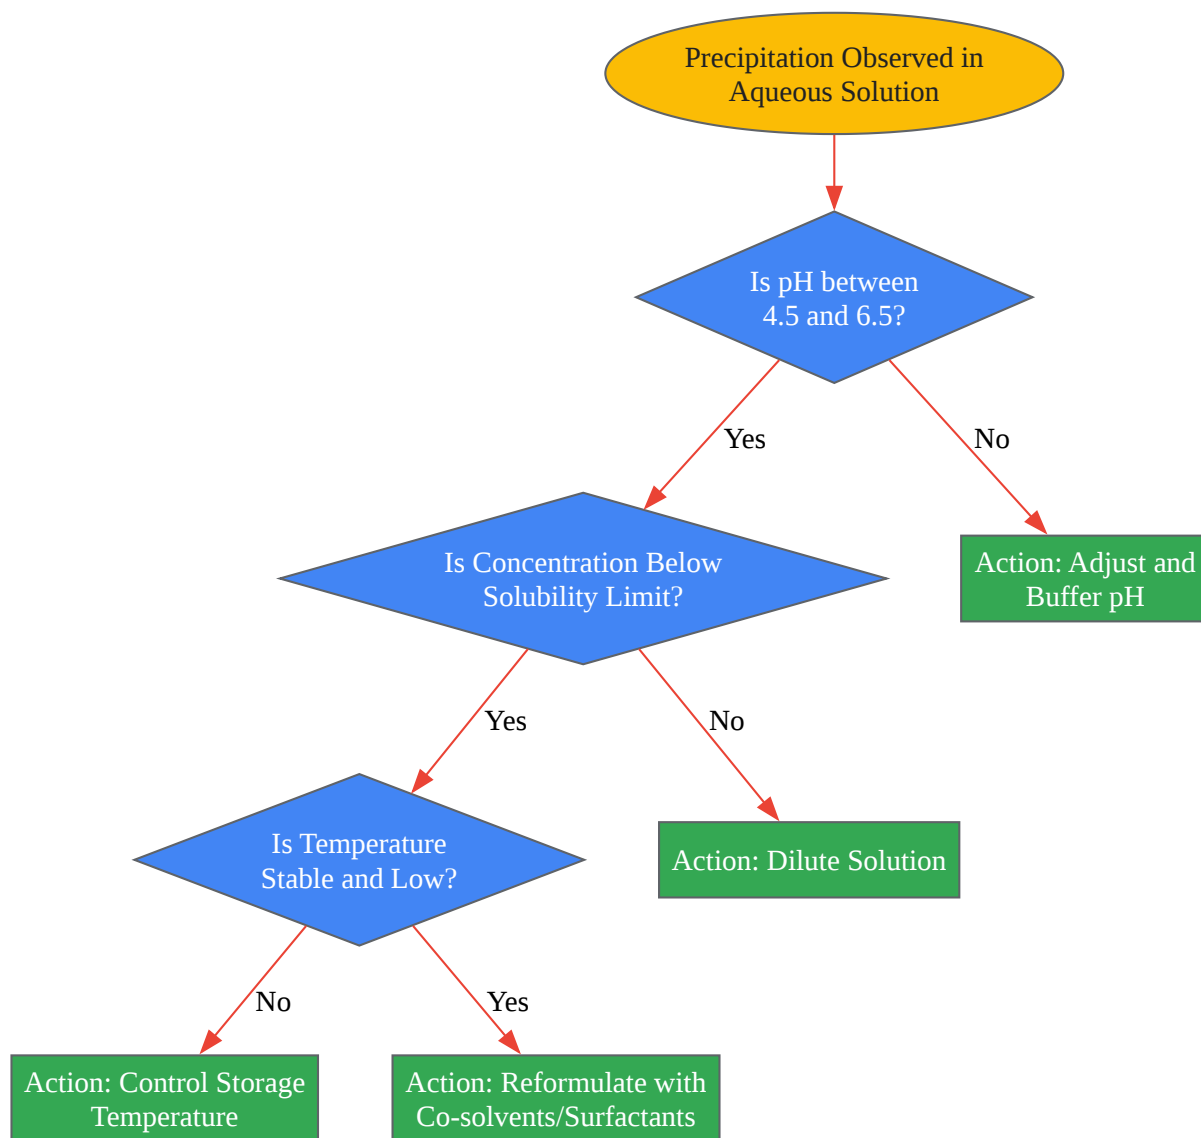 Precipitation Observed in
Aqueous Solution
Is pH between
4.5 and 6.5?
Yes
No
Is Concentration Below
Solubility Limit?
Action: Adjust and
Buffer pH
Yes
No
Is Temperature
Stable and Low?
Action: Dilute Solution
No
Yes
Action: Control Storage
Temperature
Action: Reformulate with
Co-solvents/Surfactants